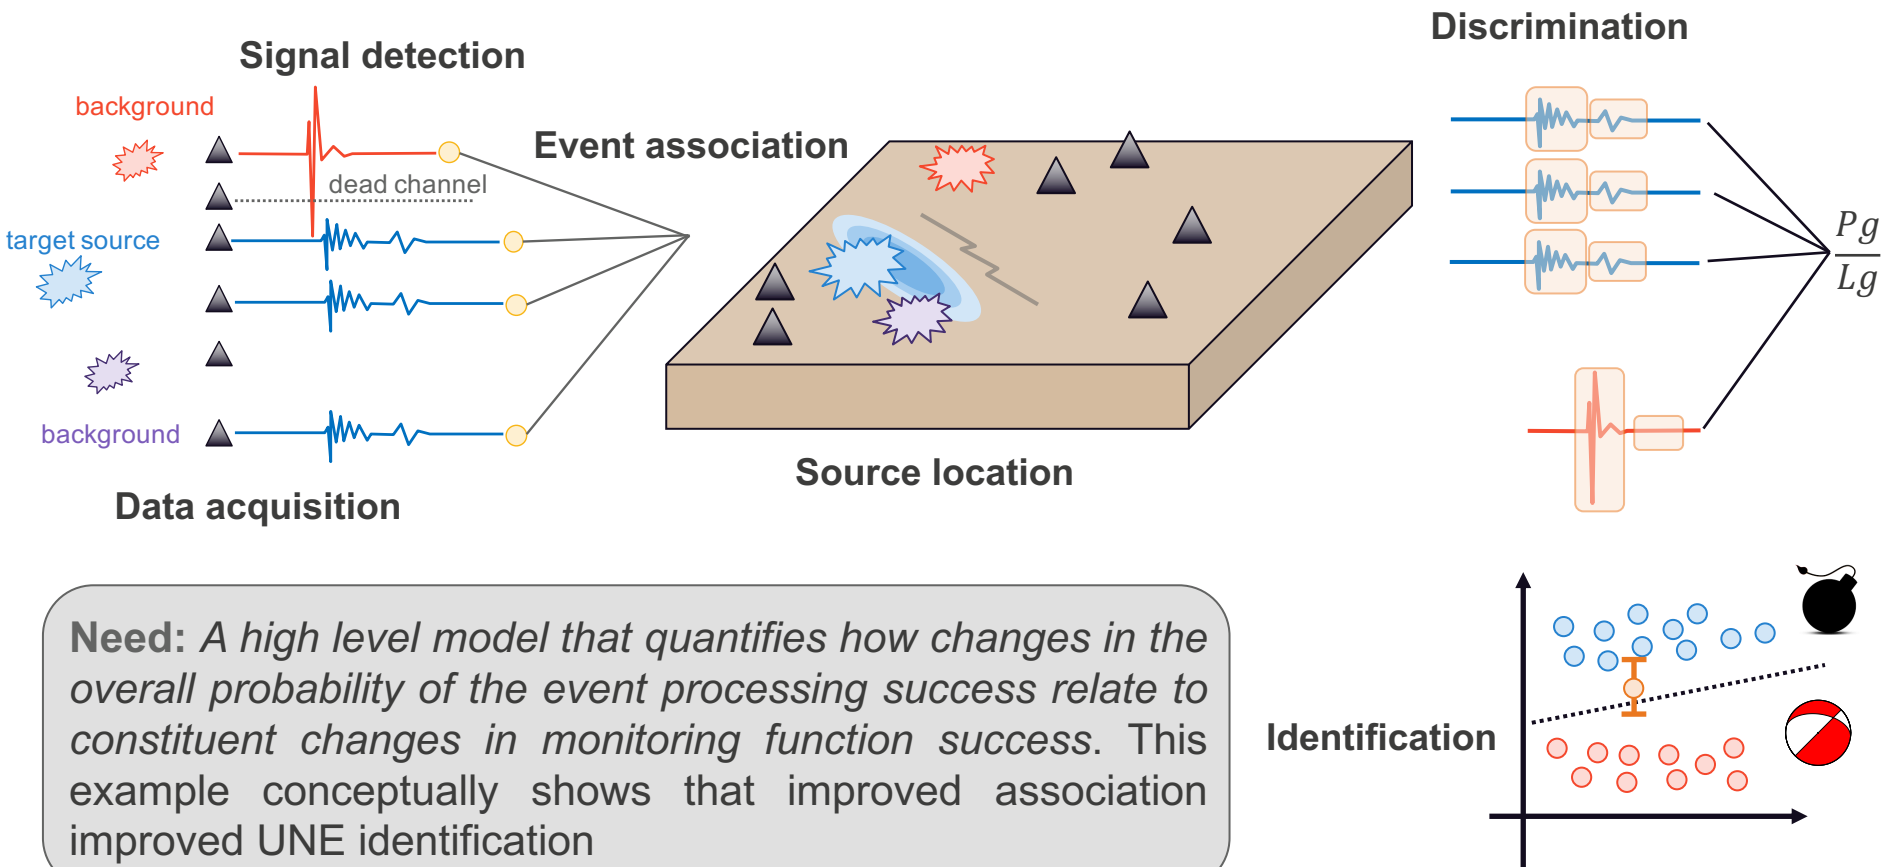 Signal detection
background
dead channel
target source
background
Data acquisition
Event association
Source location
Discrimination
Pg
Lg
Need: A high level model that quantifies how changes in the
overall probability of the event processing success relate to
constituent changes in monitoring function success. This
example conceptually shows that improved association
improved UNE identification
Identification